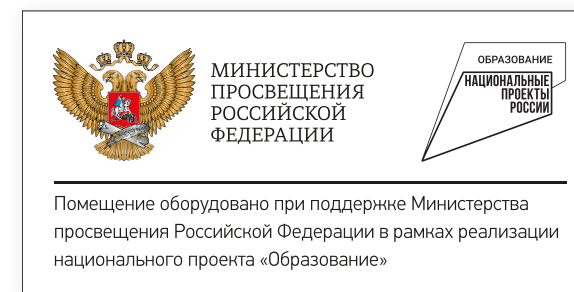 МИНИСТЕРСТВО
ПРОСВЕЩЕНИЯ
РОССИЙСКОЙ
ФЕДЕРАЦИИ
ОБРАЗОВАНИЕ
НАЦИОНАЛЬНЫЕ
ПРОЕКТЫ
РОССИИ
Помещение оборудовано при поддержке Министерства
просвещения Российской Федерации в рамках реализации
национального проекта «Образование»